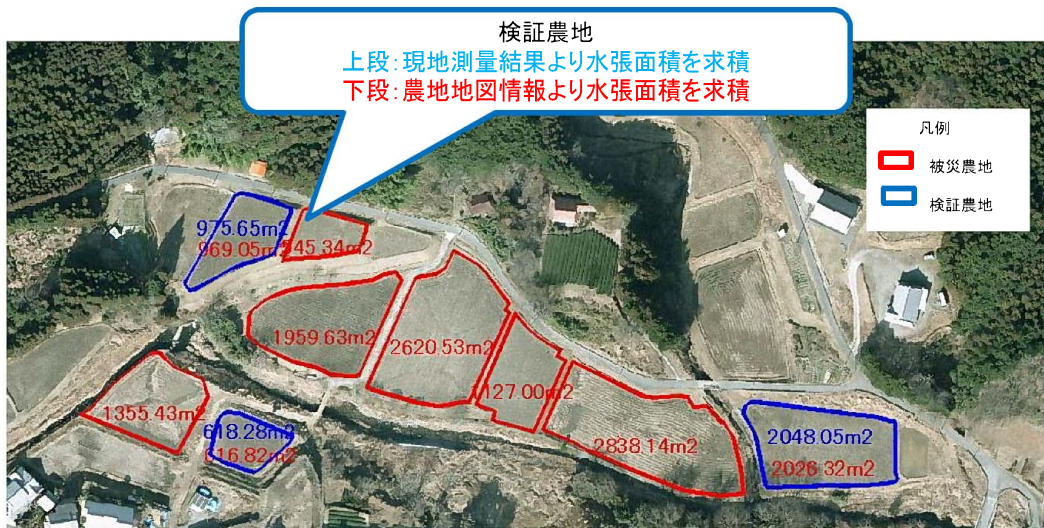 検証農地
上段:現地測量結果より水張面積を求積
下段:農地地図情報より水張面積を求積
凡例
被災農地
検証農地
975.65m2
969.05m2
545.34m2
1959.63m2
2620.53m2
127.00m2
2838.14m2
1355.43m2
618.28m2
616.82m2
2048.05m2
2026.32m2